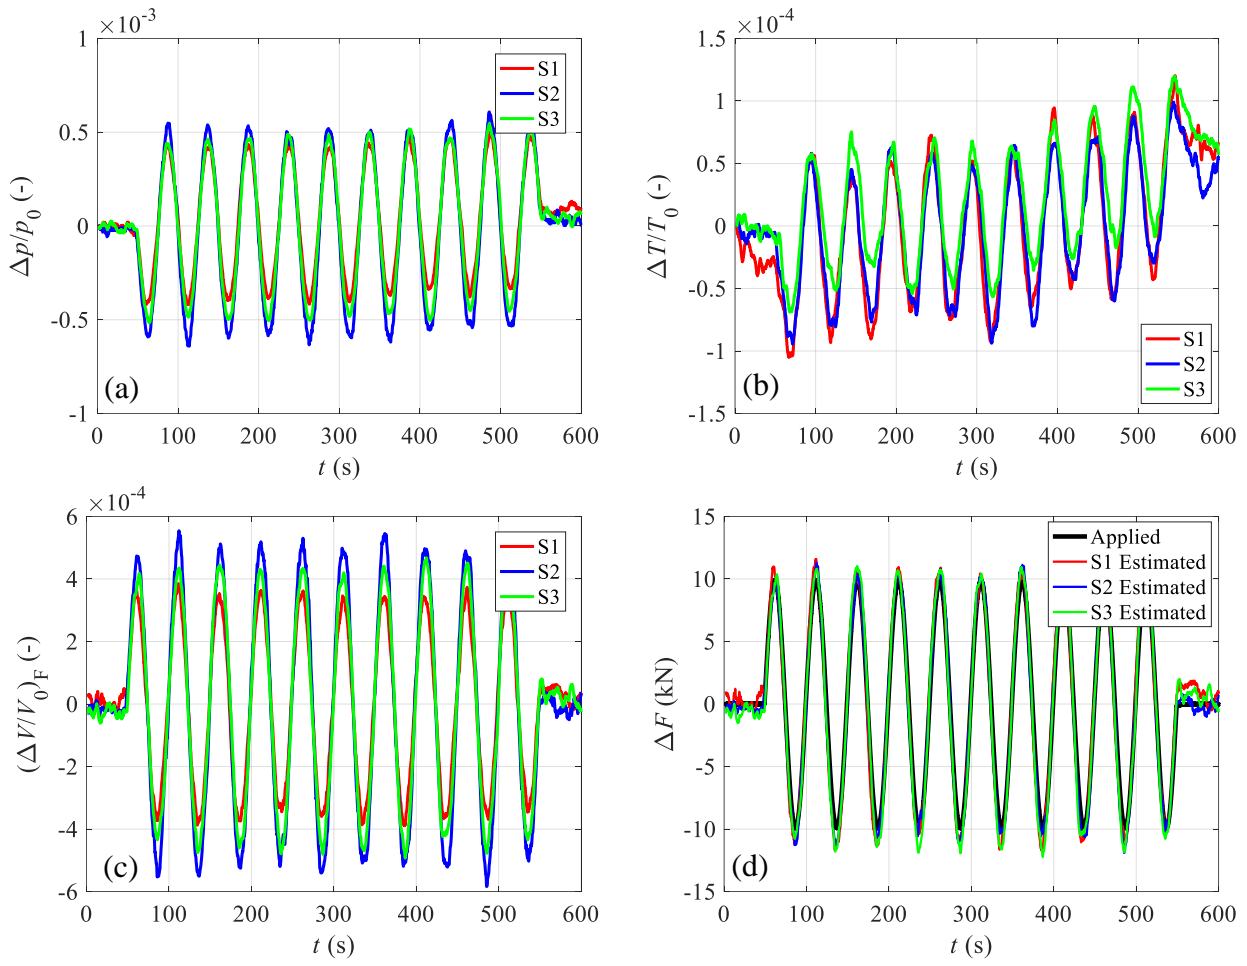 ×10⁻³
1
0.5
0
-0.5
-1
Δp/p₀ (-)
S1
S2
S3
(a)
0 100 200 300 400 500 600
t (s)
×10⁻⁴
1.5
1
0.5
0
-0.5
-1
-1.5
ΔT/T₀ (-)
S1
S2
S3
(b)
0 100 200 300 400 500 600
t (s)
×10⁻⁴
6
4
2
0
-2
-4
-6
(ΔV/V₀)F (-)
S1
S2
S3
(c)
0 100 200 300 400 500 600
t (s)
15
10
5
0
-5
-10
-15
ΔF (kN)
Applied
S1 Estimated
S2 Estimated
S3 Estimated
(d)
0 100 200 300 400 500 600
t (s)